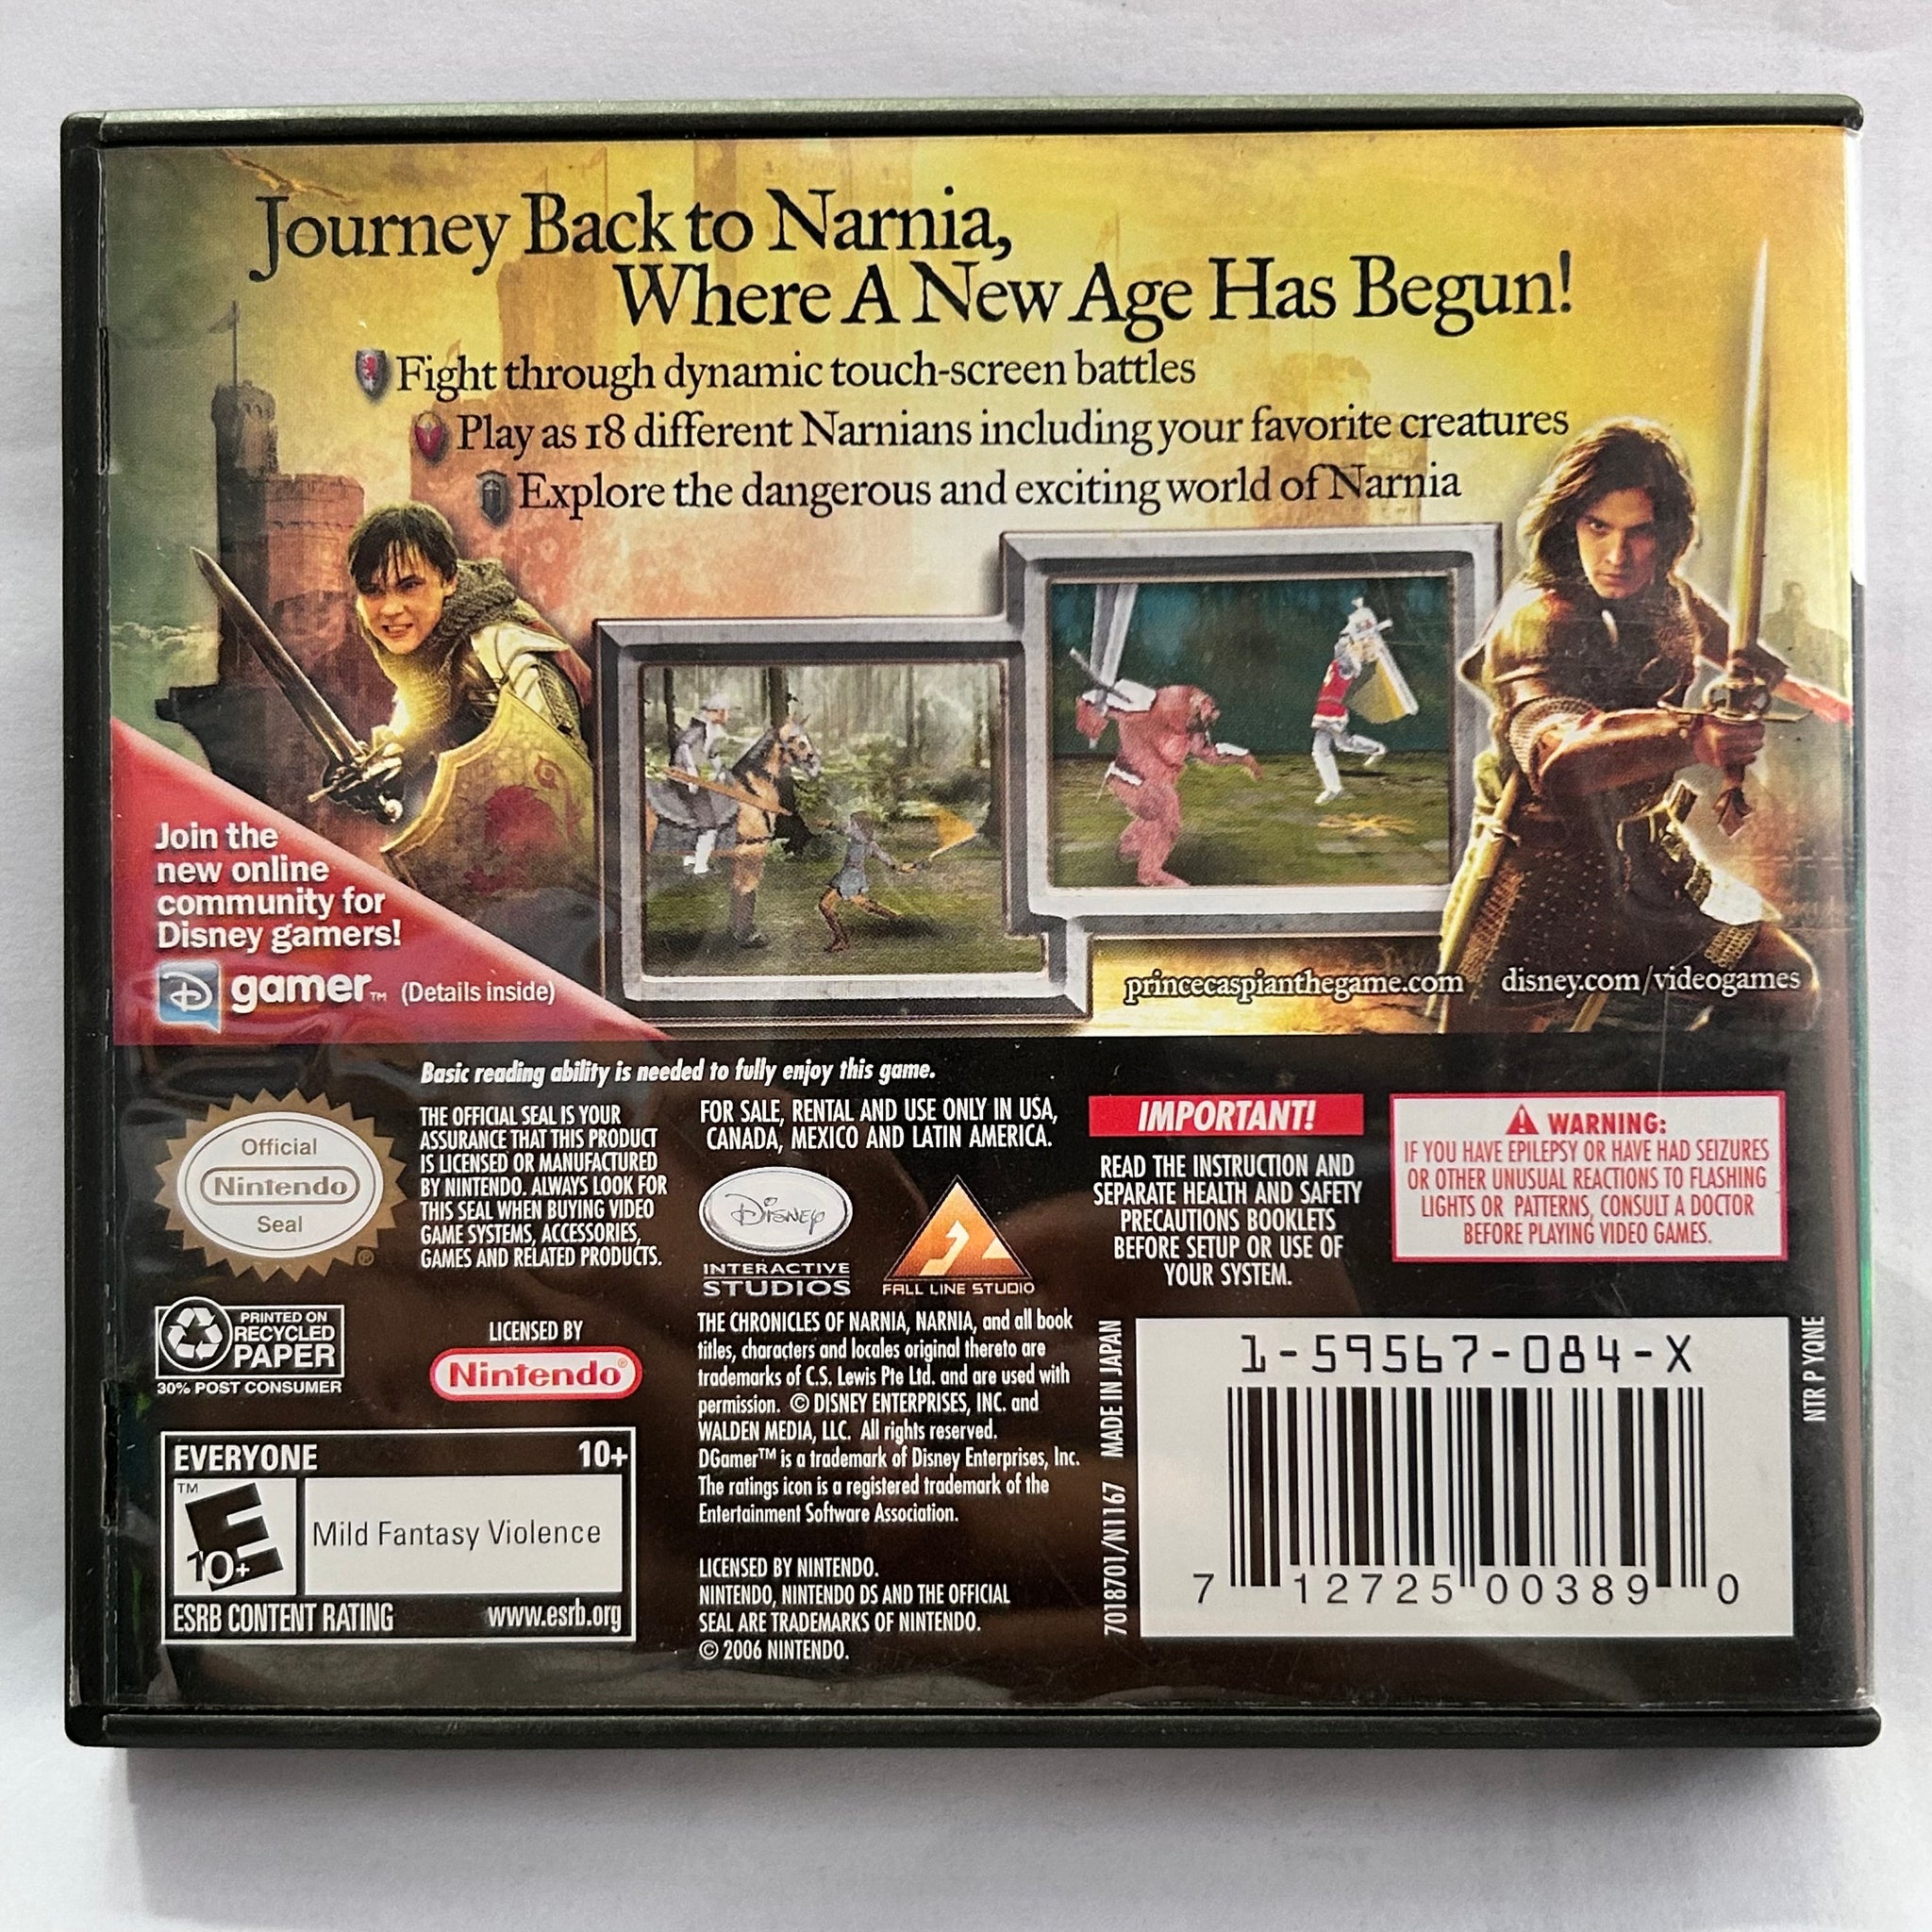 Journey Back to Narnia,
Where A New Age Has Begun!
Fight through dynamic touch-screen battles
Play as 18 different Narnians including your favorite creatures
Explore the dangerous and exciting world of Narnia
Join the
new online
community for
Disney gamers!
D gamer™ (Details inside)
princecaspianthegame.com disney.com/videogames
Basic reading ability is needed to fully enjoy this game.
Official
Nintendo
Seal
®
THE OFFICIAL SEAL IS YOUR
ASSURANCE THAT THIS PRODUCT
IS LICENSED OR MANUFACTURED
BY NINTENDO. ALWAYS LOOK FOR
THIS SEAL WHEN BUYING VIDEO
GAME SYSTEMS, ACCESSORIES,
GAMES AND RELATED PRODUCTS.
FOR SALE, RENTAL AND USE ONLY IN USA,
CANADA, MEXICO AND LATIN AMERICA.
Disney
INTERACTIVE
STUDIOS
FALL LINE STUDIO
IMPORTANT!
READ THE INSTRUCTION AND
SEPARATE HEALTH AND SAFETY
PRECAUTIONS BOOKLETS
BEFORE SETUP OR USE OF
YOUR SYSTEM.
WARNING:
IF YOU HAVE EPILEPSY OR HAVE HAD SEIZURES
OR OTHER UNUSUAL REACTIONS TO FLASHING
LIGHTS OR PATTERNS, CONSULT A DOCTOR
BEFORE PLAYING VIDEO GAMES.
PRINTED ON
RECYCLED
PAPER
30% POST CONSUMER
LICENSED BY
Nintendo®
EVERYONE 10+
™
E
10+
Mild Fantasy Violence
ESRB CONTENT RATING www.esrb.org
THE CHRONICLES OF NARNIA, NARNIA, and all book
titles, characters and locales original thereto are
trademarks of C.S. Lewis Pte Ltd. and are used with
permission. © DISNEY ENTERPRISES, INC. and
WALDEN MEDIA, LLC. All rights reserved.
DGamer™ is a trademark of Disney Enterprises, Inc.
The ratings icon is a registered trademark of the
Entertainment Software Association.
LICENSED BY NINTENDO.
NINTENDO, NINTENDO DS AND THE OFFICIAL
SEAL ARE TRADEMARKS OF NINTENDO.
© 2006 NINTENDO.
7018701/N1167 MADE IN JAPAN
1-59567-084-X
7 12725 00389 0
NTR P YQNE